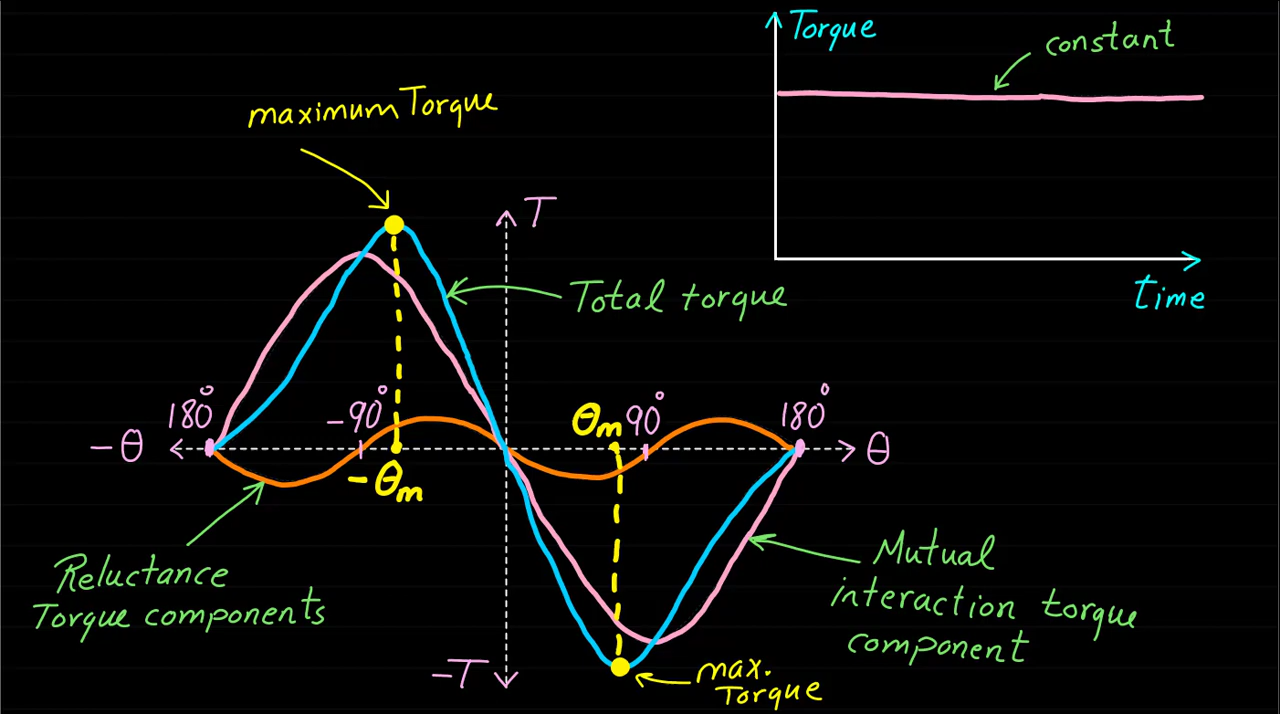 Torque
constant
time
maximum Torque
T
Total torque
180°
-90°
θm
90°
180°
-θ
θ
-θm
Reluctance
Torque components
Mutual
interaction torque
component
-T
max.
Torque